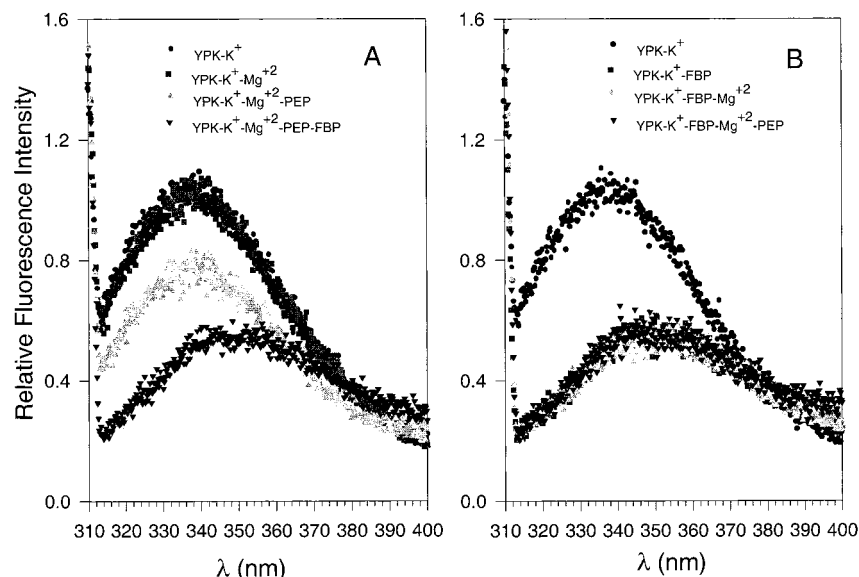 A
YPK-K+
YPK-K+-Mg+2
YPK-K+-Mg+2-PEP
YPK-K+-Mg+2-PEP-FBP
1.6
1.2
0.8
0.4
0.0
310 320 330 340 350 360 370 380 390 400
λ (nm)
Relative Fluorescence Intensity
B
YPK-K+
YPK-K+-FBP
YPK-K+-FBP-Mg+2
YPK-K+-FBP-Mg+2-PEP
1.6
1.2
0.8
0.4
0.0
310 320 330 340 350 360 370 380 390 400
λ (nm)